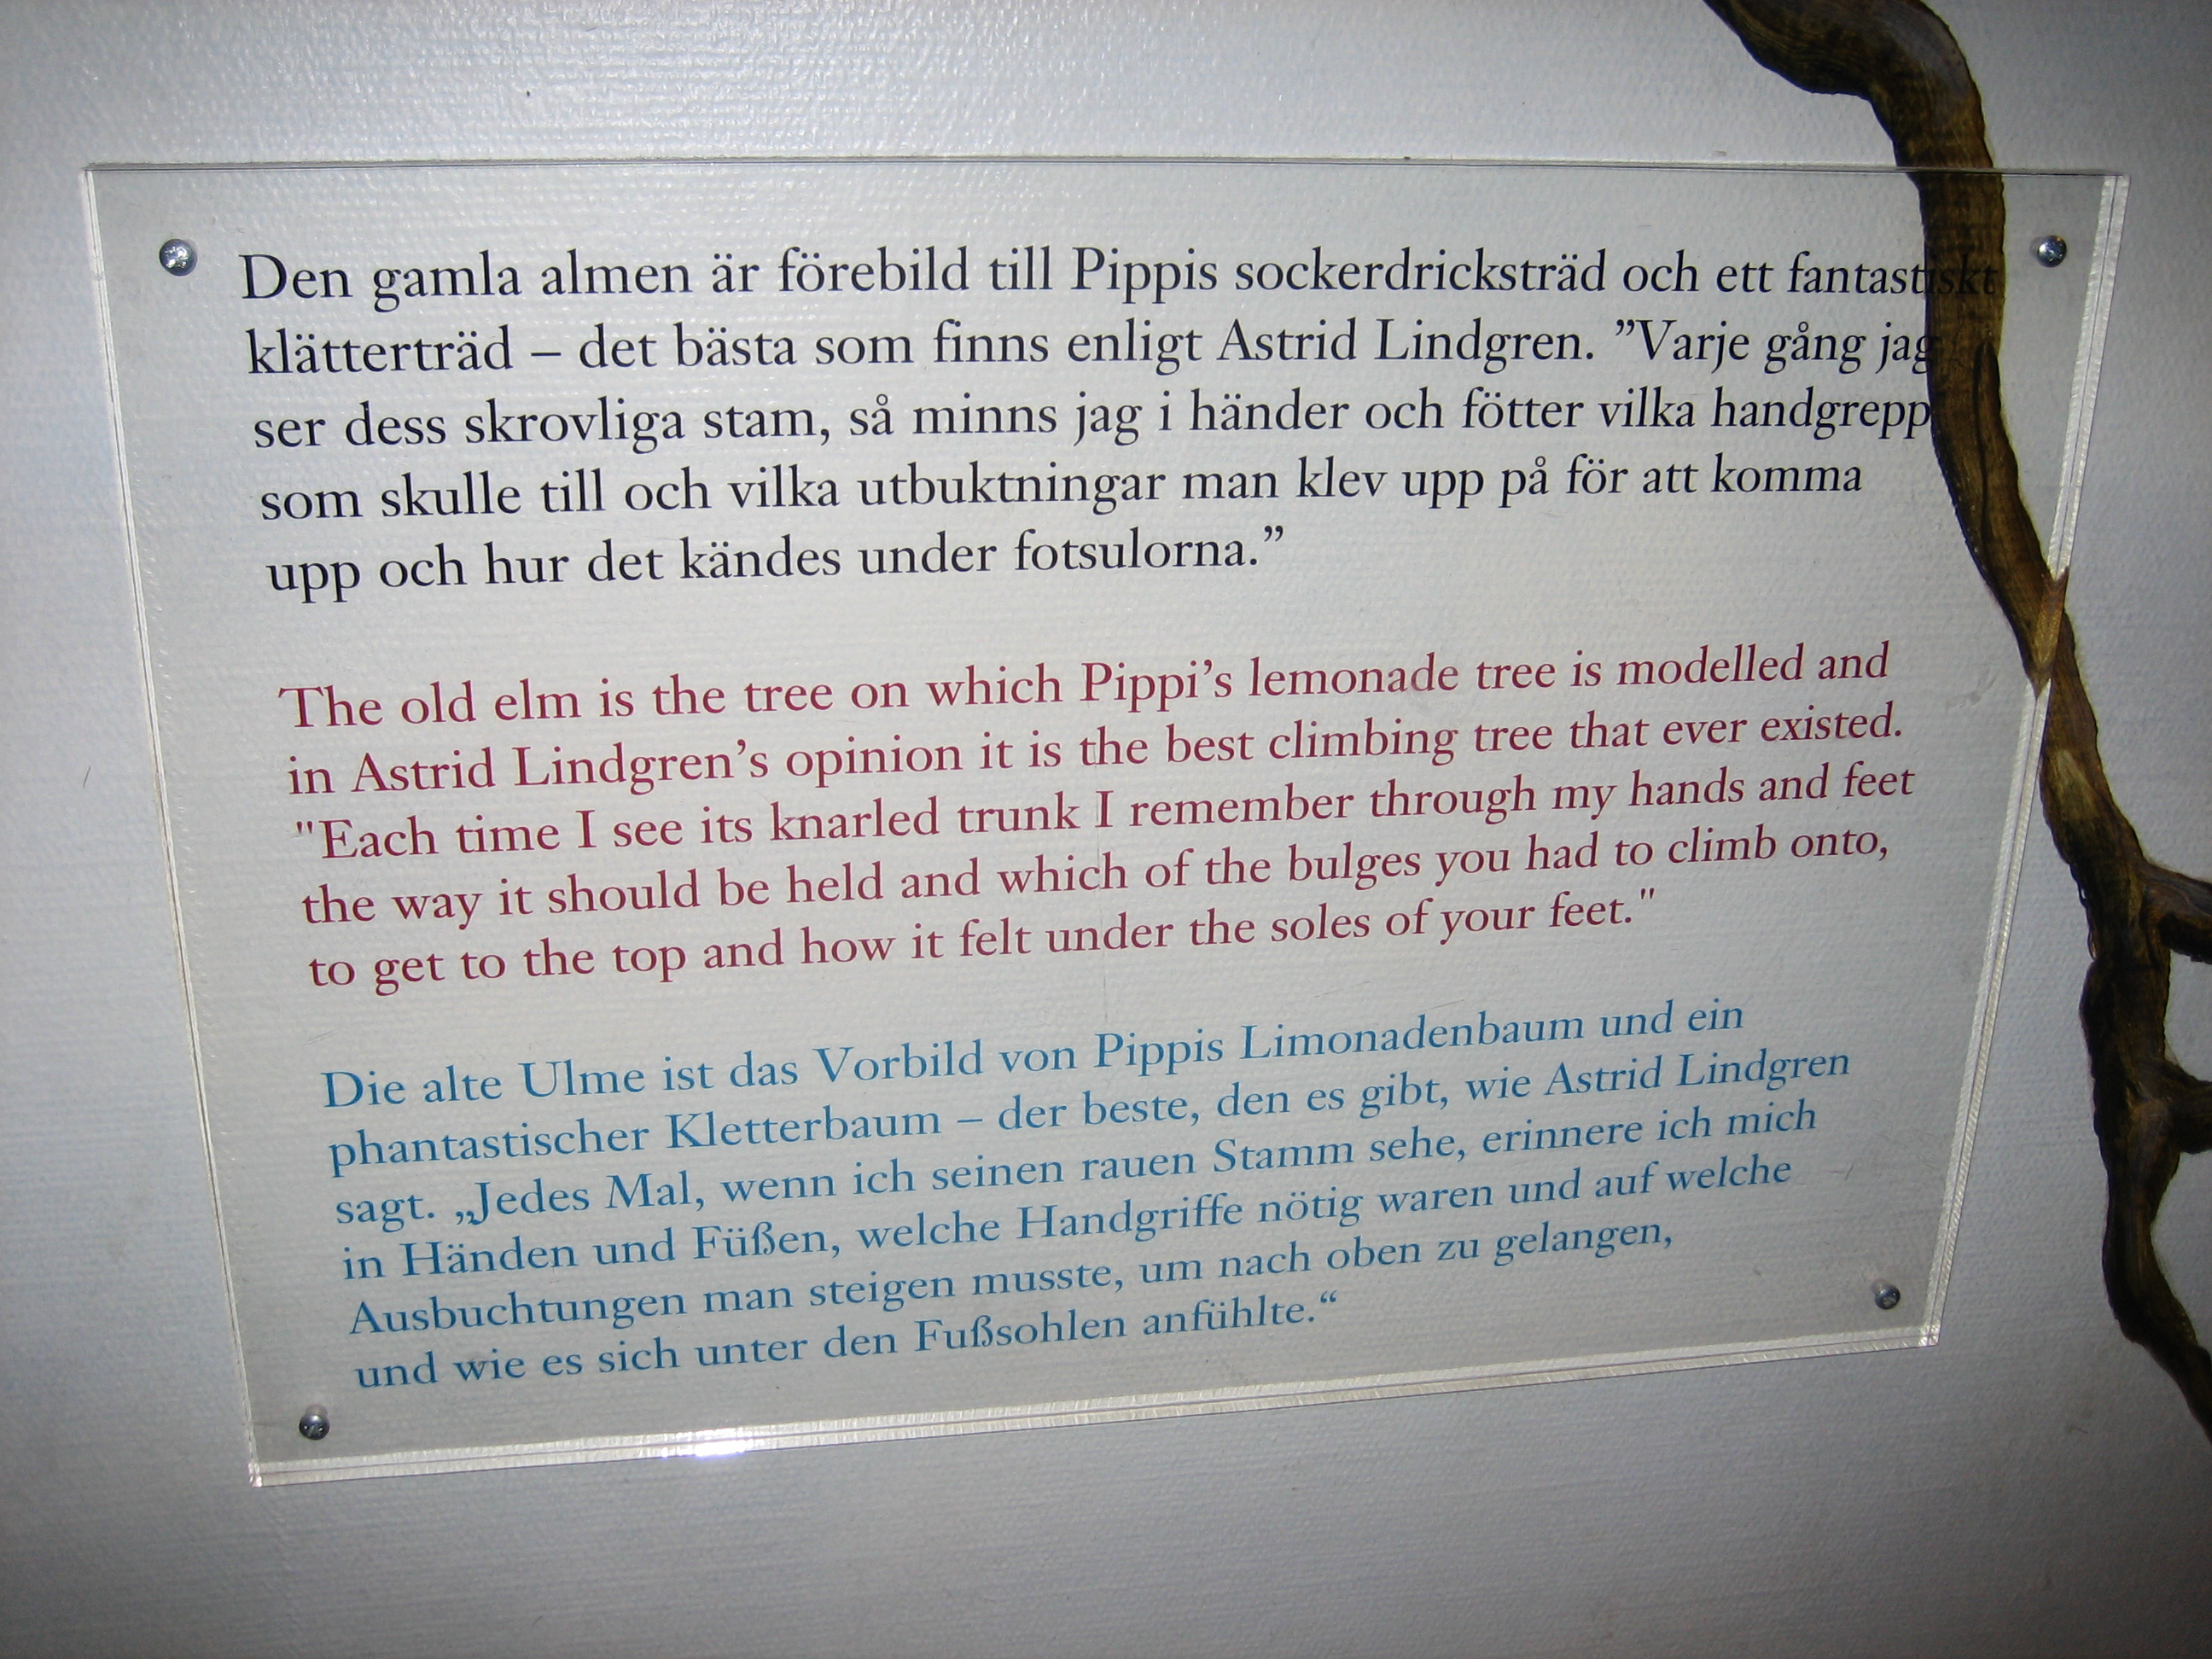 Den gamla almen är förebild till Pippis sockerdricksträd och ett fantastiskt
klätterträd – det bästa som finns enligt Astrid Lindgren. ”Varje gång jag
ser dess skrovliga stam, så minns jag i händer och fötter vilka handgrepp
som skulle till och vilka utbuktningar man klev upp på för att komma
upp och hur det kändes under fotsulorna.”
The old elm is the tree on which Pippi’s lemonade tree is modelled and
in Astrid Lindgren’s opinion it is the best climbing tree that ever existed.
"Each time I see its knarled trunk I remember through my hands and feet
the way it should be held and which of the bulges you had to climb onto,
to get to the top and how it felt under the soles of your feet."
Die alte Ulme ist das Vorbild von Pippis Limonadenbaum und ein
phantastischer Kletterbaum – der beste, den es gibt, wie Astrid Lindgren
sagt. „Jedes Mal, wenn ich seinen rauen Stamm sehe, erinnere ich mich
in Händen und Füßen, welche Handgriffe nötig waren und auf welche
Ausbuchtungen man steigen musste, um nach oben zu gelangen,
und wie es sich unter den Fußsohlen anfühlte.“